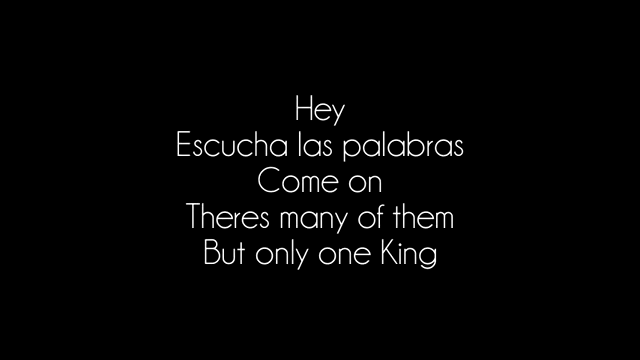 Hey
Escucha las palabras
Come on
Theres many of them
But only one King